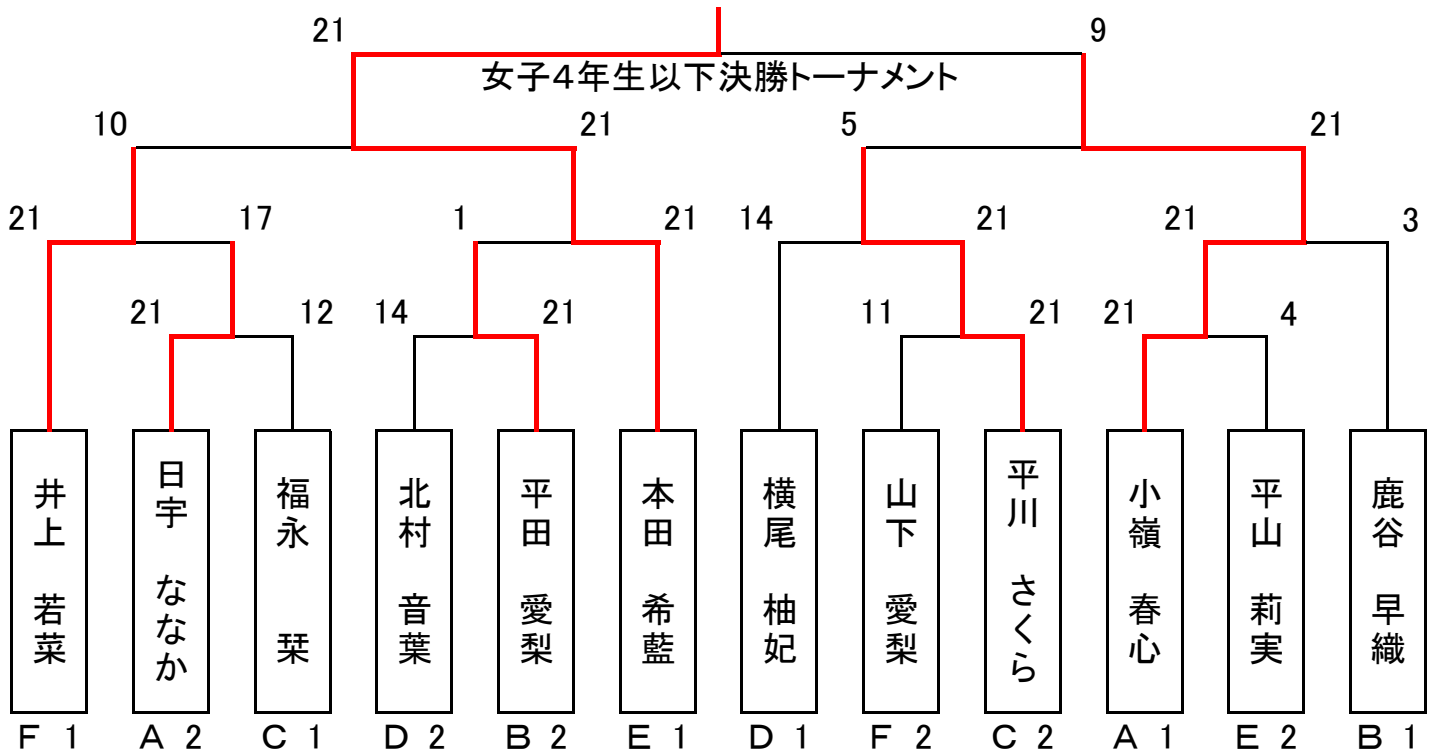 21 9
女子４年生以下決勝トーナメント
10 21 5 21
21 17 1 21 14 21 21 3
21 12 14 21 11 21 21 4
井上 若菜
日宇 ななか
福永 栞
北村 音葉
平田 愛梨
本田 希藍
横尾 柚妃
山下 愛梨
平川 さくら
小嶺 春心
平山 莉実
鹿谷 早織
Ｆ 1 Ａ 2 Ｃ 1 Ｄ 2 Ｂ 2 Ｅ 1 Ｄ 1 Ｆ 2 Ｃ 2 Ａ 1 Ｅ 2 Ｂ 1